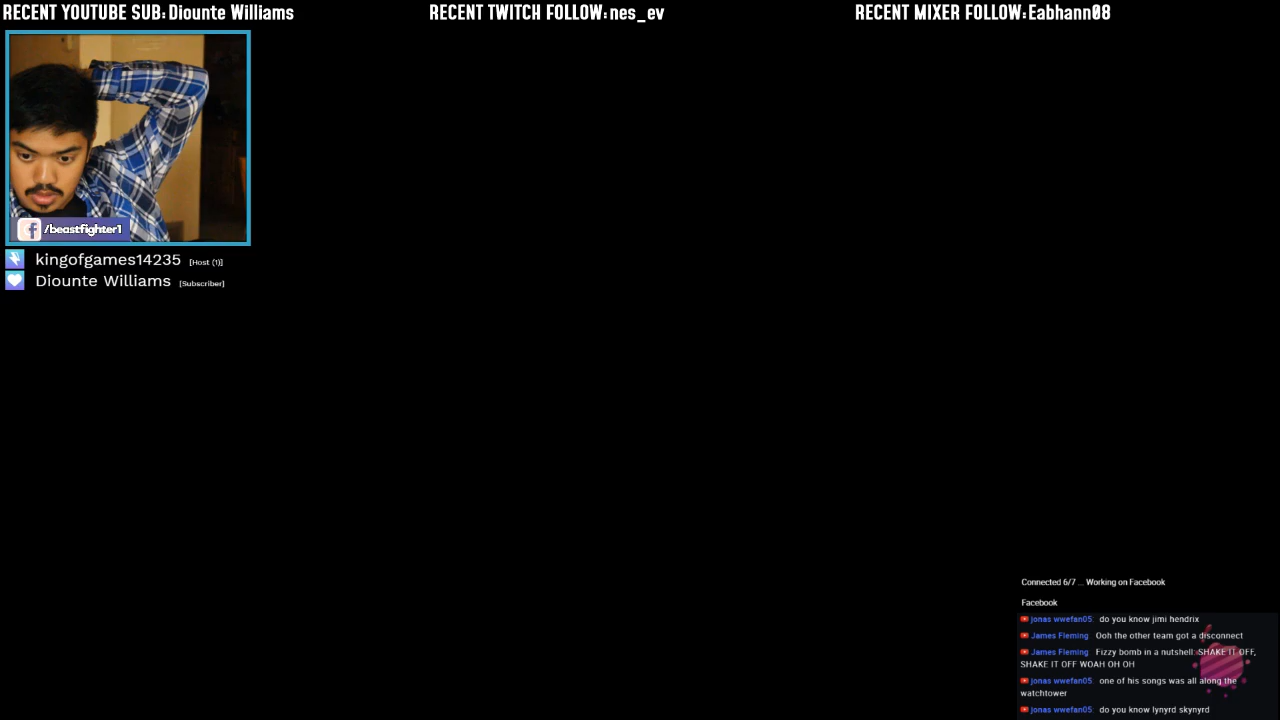 RECENT YOUTUBE SUB: Diounte Williams
RECENT TWITCH FOLLOW: nes_ev
RECENT MIXER FOLLOW: Eabhann08
/beastfighter1
kingofgames14235 [Host (1)]
Diounte Williams [Subscriber]
Connected 6/7 ... Working on Facebook
Facebook
jonas wwefan05: do you know jimi hendrix
James Fleming: Ooh the other team got a disconnect
James Fleming: Fizzy bomb in a nutshell: SHAKE IT OFF,
SHAKE IT OFF WOAH OH OH
jonas wwefan05: one of his songs was all along the
watchtower
jonas wwefan05: do you know lynyrd skynyrd